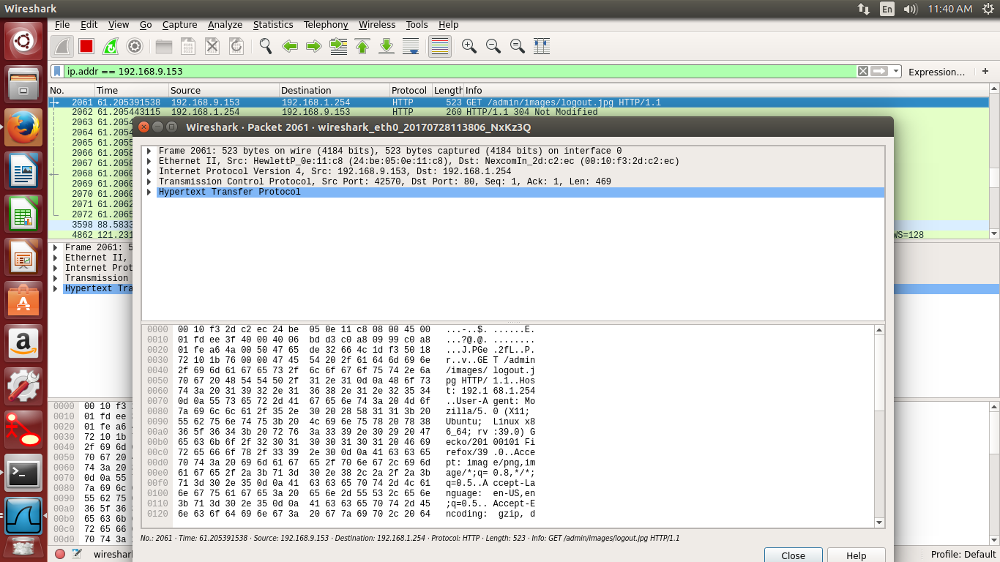 Wireshark
En
11:40 AM
File Edit View Go Capture Analyze Statistics Telephony Wireless Tools Help
ip.addr == 192.168.9.153
Expression… +
No. Time Source Destination Protocol Length Info
2061 61.205391538 192.168.9.153 192.168.1.254 HTTP 523 GET /admin/images/logout.jpg HTTP/1.1
2062 61.205443115 192.168.1.254 192.168.9.153 HTTP 260 HTTP/1.1 304 Not Modified
2063 61.2054
2064 61.2054
2065 61.2055
2067 61.2058
2068 61.2060
2069 61.2060
2070 61.2060
2071 61.2062
2072 61.2065
3598 88.5833
4862 121.231
WS=128
Frame 2061: 5
Ethernet II,
Internet Prot
Transmission
Hypertext Tra
Wireshark · Packet 2061 · wireshark_eth0_20170728113806_NxKz3Q
Frame 2061: 523 bytes on wire (4184 bits), 523 bytes captured (4184 bits) on interface 0
Ethernet II, Src: HewlettP_0e:11:c8 (24:be:05:0e:11:c8), Dst: NexcomIn_2d:c2:ec (00:10:f3:2d:c2:ec)
Internet Protocol Version 4, Src: 192.168.9.153, Dst: 192.168.1.254
Transmission Control Protocol, Src Port: 42570, Dst Port: 80, Seq: 1, Ack: 1, Len: 469
Hypertext Transfer Protocol
0000 00 10 f3 2d c2 ec 24 be 05 0e 11 c8 08 00 45 00 ...-..$. ......E.
0010 01 fd ee 3f 40 00 40 06 bd d3 c0 a8 09 99 c0 a8 ...?@.@. ........
0020 01 fe a6 4a 00 50 47 65 de 32 66 4c 1d f3 50 18 ...J.PGe .2fL..P.
0030 72 10 1b 76 00 00 47 45 54 20 2f 61 64 6d 69 6e r..v..GE T /admin
0040 2f 69 6d 61 67 65 73 2f 6c 6f 67 6f 75 74 2e 6a /images/ logout.j
0050 70 67 20 48 54 54 50 2f 31 2e 31 0d 0a 48 6f 73 pg HTTP/ 1.1..Hos
0060 74 3a 20 31 39 32 2e 31 36 38 2e 31 2e 32 35 34 t: 192.1 68.1.254
0070 0d 0a 55 73 65 72 2d 41 67 65 6e 74 3a 20 4d 6f ..User-A gent: Mo
0080 7a 69 6c 6c 61 2f 35 2e 30 20 28 58 31 31 3b 20 zilla/5. 0 (X11;
0090 55 62 75 6e 74 75 3b 20 4c 69 6e 75 78 20 78 38 Ubuntu; Linux x8
00a0 36 5f 36 34 3b 20 72 76 3a 33 39 2e 30 29 20 47 6_64; rv :39.0) G
00b0 65 63 6b 6f 2f 32 30 31 30 30 31 30 31 20 46 69 ecko/201 00101 Fi
00c0 72 65 66 6f 78 2f 33 39 2e 30 0d 0a 41 63 63 65 refox/39 .0..Acce
00d0 70 74 3a 20 69 6d 61 67 65 2f 70 6e 67 2c 69 6d pt: imag e/png,im
00e0 61 67 65 2f 2a 3b 71 3d 30 2e 38 2c 2a 2f 2a 3b age/*;q= 0.8,*/*;
00f0 71 3d 30 2e 35 0d 0a 41 63 63 65 70 74 2d 4c 61 q=0.5..A ccept-La
0100 6e 67 75 61 67 65 3a 20 65 6e 2d 55 53 2c 65 6e nguage: en-US,en
0110 3b 71 3d 30 2e 35 0d 0a 41 63 63 65 70 74 2d 45 ;q=0.5.. Accept-E
0120 6e 63 6f 64 69 6e 67 3a 20 67 7a 69 70 2c 20 64 ncoding: gzip, d
No.: 2061 · Time: 61.205391538 · Source: 192.168.9.153 · Destination: 192.168.1.254 · Protocol: HTTP · Length: 523 · Info: GET /admin/images/logout.jpg HTTP/1.1
Close
Help
0000 00 10 f3
0010 01 fd ee
0020 01 fe a6
0030 72 10 1b
0040 2f 69 6d
0050 70 67 20
0060 74 3a 20
0070 0d 0a 55
0080 7a 69 6c
0090 55 62 75
00a0 36 5f 36
00b0 65 63 6b
00c0 72 65 66
00d0 70 74 3a
Profile: Default